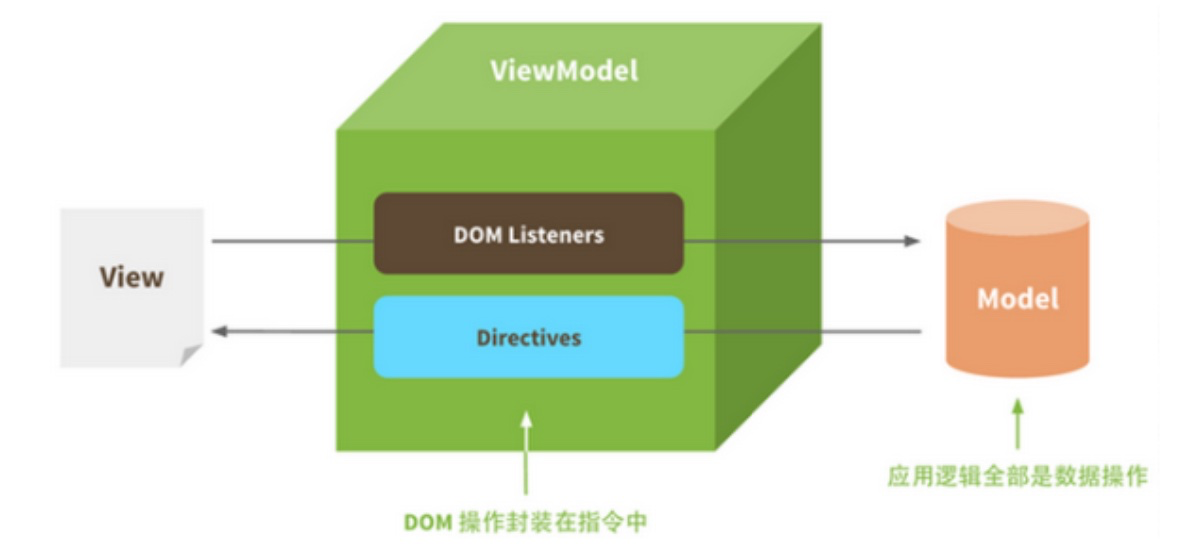 ViewModel
DOM Listeners
View
Model
Directives
应用逻辑全部是数据操作
DOM 操作封装在指令中